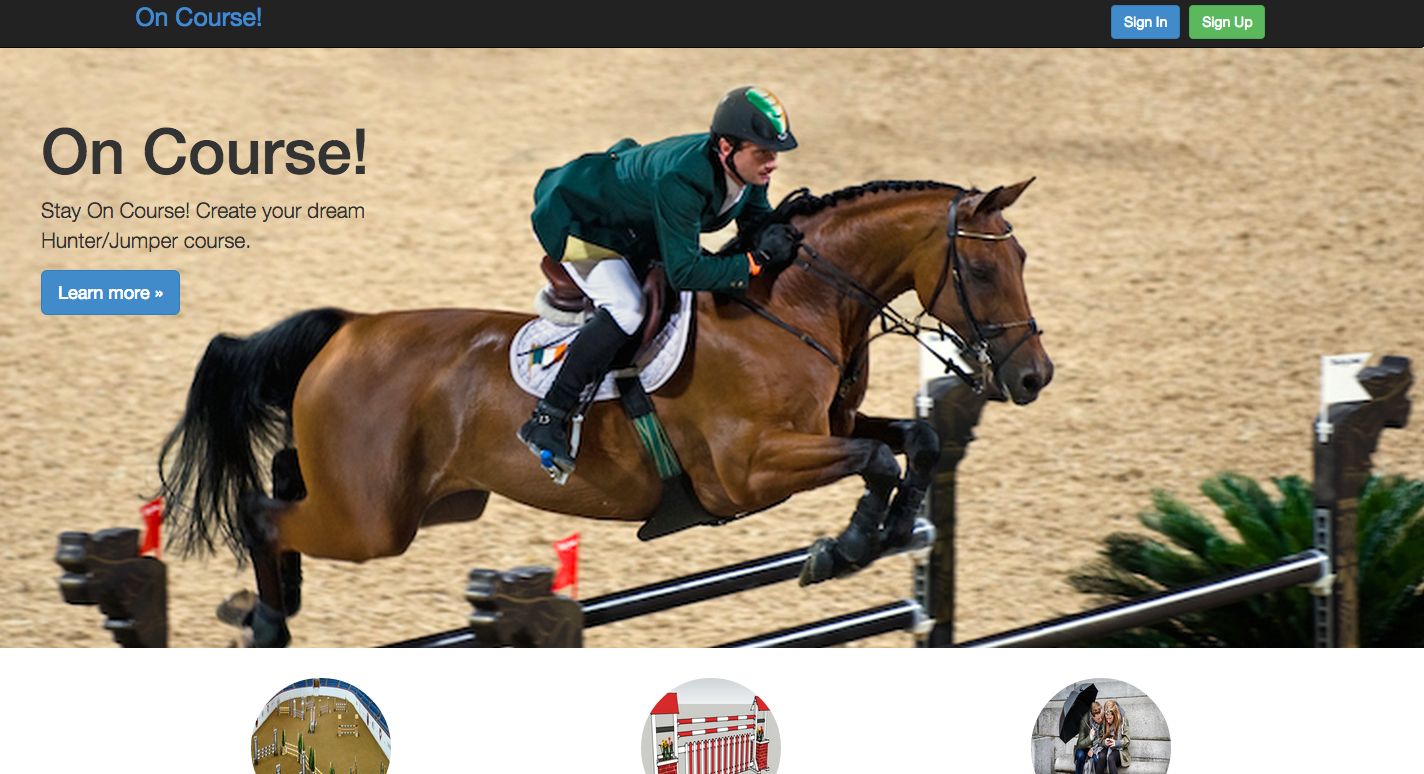 On Course!
Sign In
Sign Up
On Course!
Stay On Course! Create your dream
Hunter/Jumper course.
Learn more »